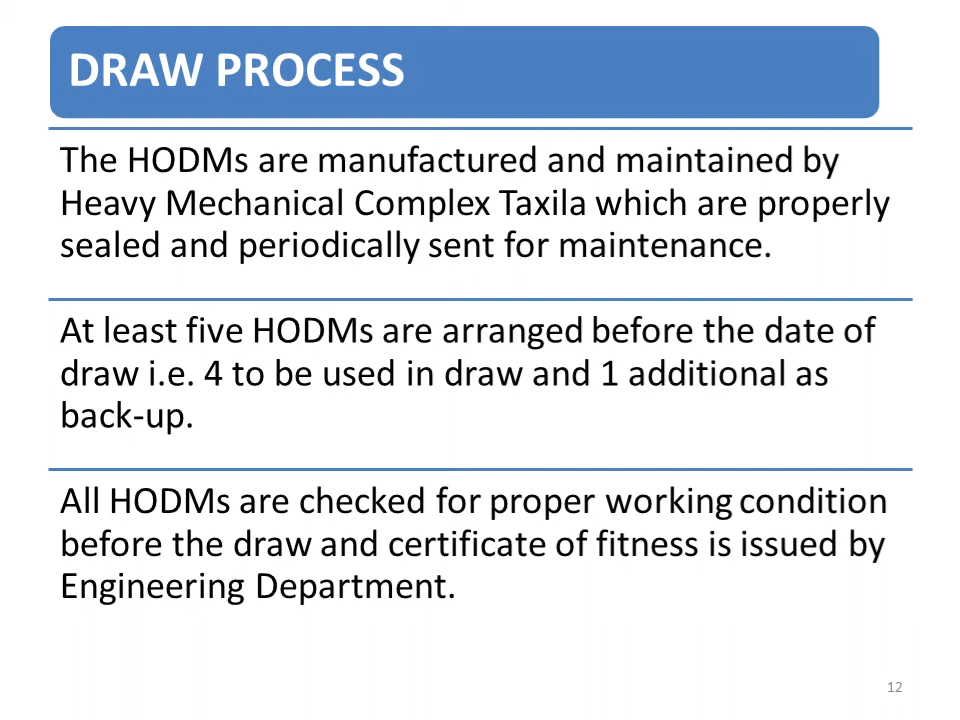 DRAW PROCESS
The HODMs are manufactured and maintained by
Heavy Mechanical Complex Taxila which are properly
sealed and periodically sent for maintenance.
At least five HODMs are arranged before the date of
draw i.e. 4 to be used in draw and 1 additional as
back-up.
All HODMs are checked for proper working condition
before the draw and certificate of fitness is issued by
Engineering Department.
12